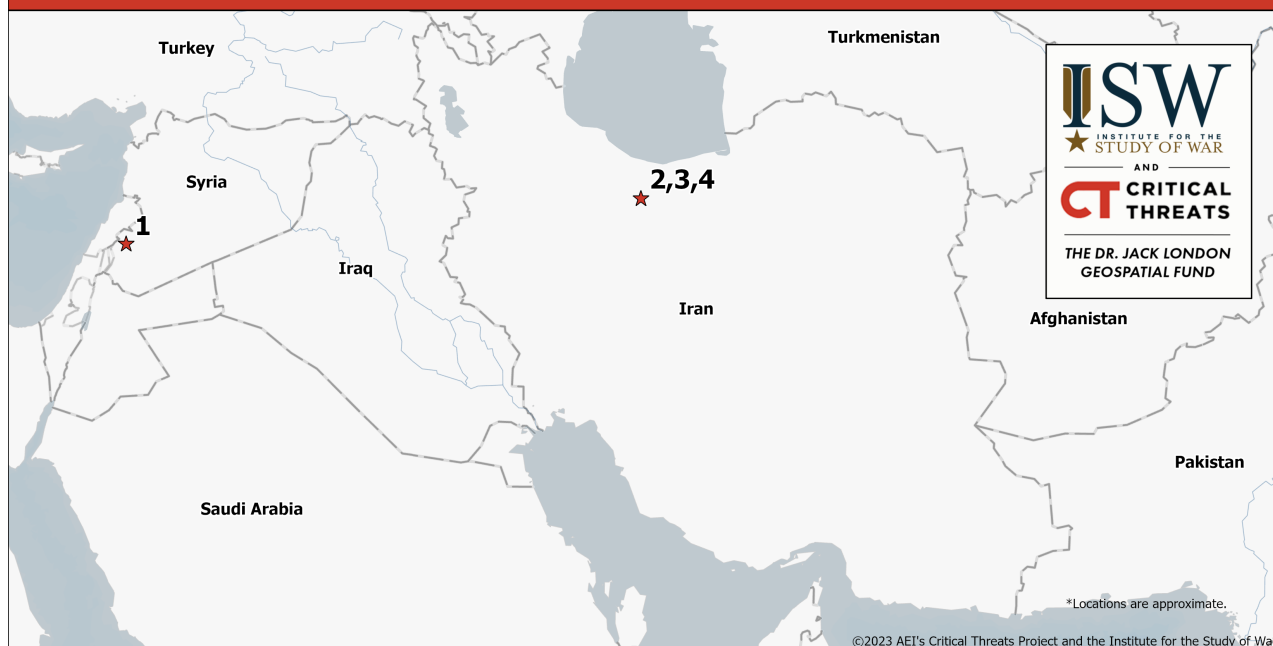 Turkmenistan
Turkey
ISW
INSTITUTE FOR THE
STUDY OF WAR
AND
CT CRITICAL
THREATS
THE DR. JACK LONDON
GEOSPATIAL FUND
Syria
2,3,4
1
Iraq
Iran
Afghanistan
Pakistan
Saudi Arabia
*Locations are approximate.
©2023 AEI's Critical Threats Project and the Institute for the Study of Wa